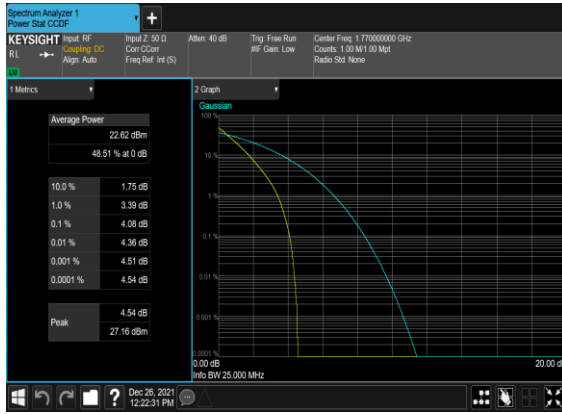 Spectrum Analyzer 1
Power Stat CCDF
+
KEYSIGHT
RL
Input: RF
Coupling: DC
Align: Auto
Input Z: 50 Ω
Corr CCorr
Freq Ref: Int (S)
Atten: 40 dB
Trig: Free Run
#IF Gain: Low
Center Freq: 1.770000000 GHz
Counts: 1.00 M/1.00 Mpt
Radio Std: None
1 Metrics
Average Power
22.62 dBm
48.51 % at 0 dB
10.0 % 1.75 dB
1.0 % 3.39 dB
0.1 % 4.08 dB
0.01 % 4.36 dB
0.001 % 4.51 dB
0.0001 % 4.54 dB
Peak
4.54 dB
27.16 dBm
2 Graph
Gaussian
100 %
10 %
1 %
0.1 %
0.01 %
0.001 %
0.0001 %
0.00 dB
20.00 d
Info BW 25.000 MHz
?
Dec 26, 2021
12:22:31 PM